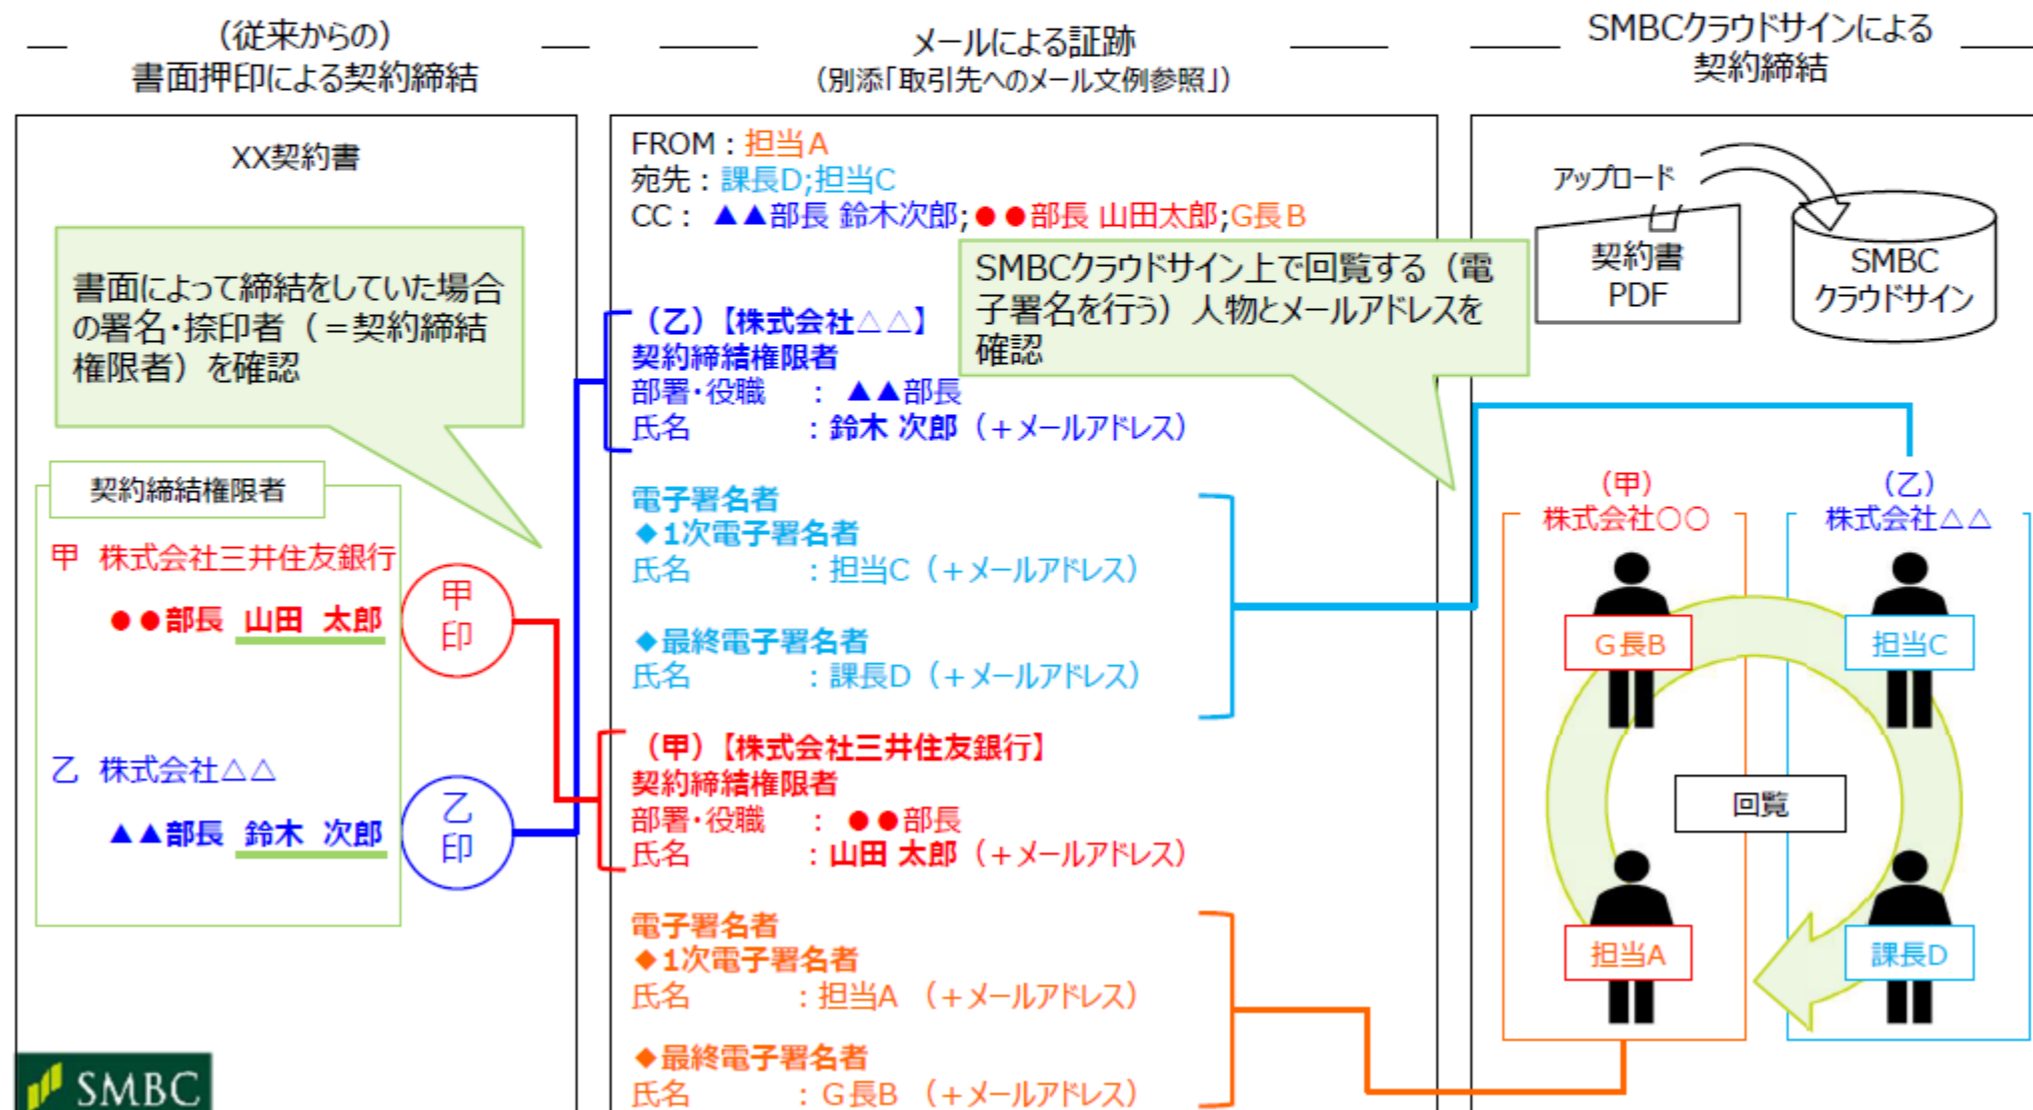 (従来からの)
書面押印による契約締結
XX契約書
書面によって締結をしていた場合
の署名・捺印者（＝契約締結
権限者）を確認
契約締結権限者
甲 株式会社三井住友銀行
●●部長 山田 太郎
甲
印
乙 株式会社△△
▲▲部長 鈴木 次郎
乙
印
SMBC
メールによる証跡
（別添「取引先へのメール文例参照」）
FROM：担当A
宛先：課長D;担当C
CC： ▲▲部長 鈴木次郎;●●部長 山田太郎;G長B
SMBCクラウドサイン上で回覧する（電
子署名を行う）人物とメールアドレスを
確認
（乙）【株式会社△△】
契約締結権限者
部署・役職 ： ▲▲部長
氏名 ：鈴木 次郎（＋メールアドレス）
電子署名者
◆1次電子署名者
氏名 ：担当C（＋メールアドレス）
◆最終電子署名者
氏名 ：課長D（＋メールアドレス）
（甲）【株式会社三井住友銀行】
契約締結権限者
部署・役職 ： ●●部長
氏名 ：山田 太郎（＋メールアドレス）
電子署名者
◆1次電子署名者
氏名 ：担当A （＋メールアドレス）
◆最終電子署名者
氏名 ：G長B （＋メールアドレス）
SMBCクラウドサインによる
契約締結
アップロード
契約書
PDF
SMBC
クラウドサイン
（甲）
株式会社〇〇
（乙）
株式会社△△
G長B
担当C
回覧
担当A
課長D